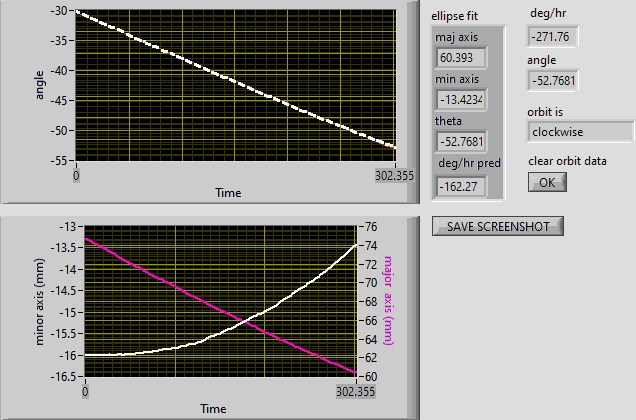 -30
-40
-45
-50
-55
angle
0
302.355
Time
ellipse fit
maj axis
60.393
min axis
-13.4234
theta
-52.7681
deg/hr pred
-162.27
deg/hr
-271.76
angle
-52.7681
orbit is
clockwise
clear orbit data
OK
SAVE SCREENSHOT
-13
-13.5
-14
-14.5
-15
-15.5
-16
-16.5
minor axis (mm)
76
74
72
70
68
66
64
62
60
major axis (mm)
0
302.355
Time